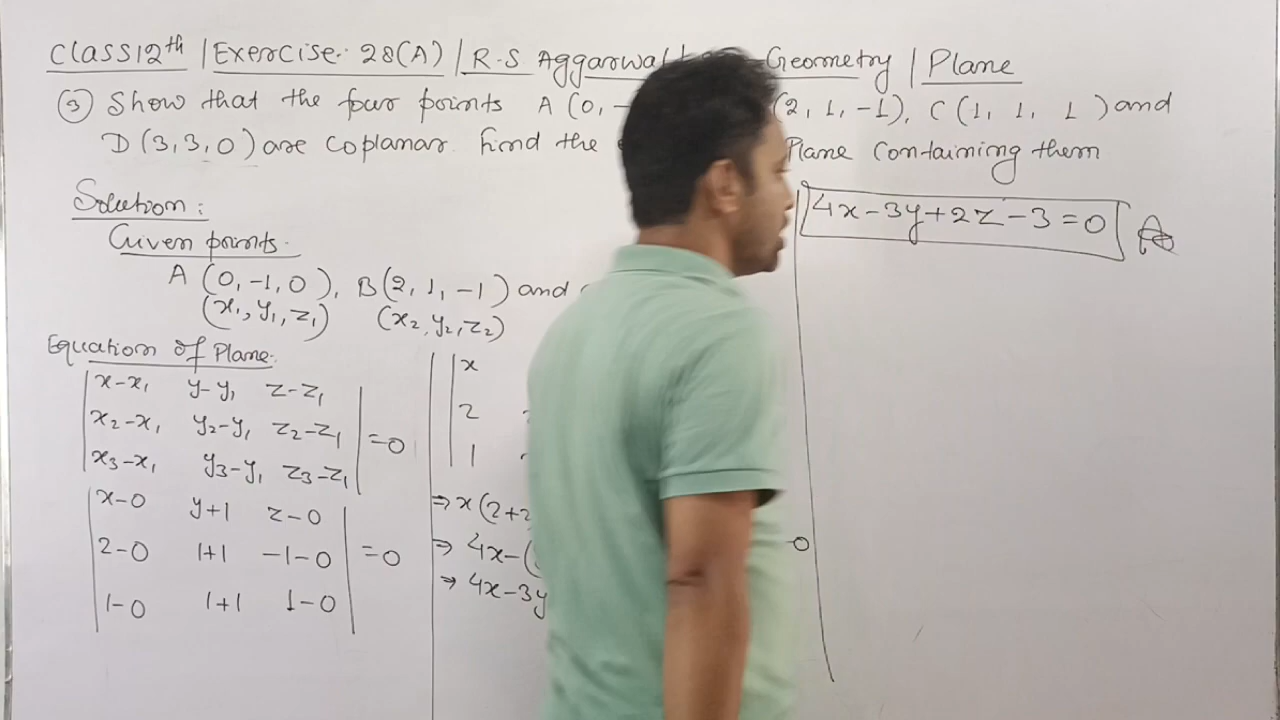 Class 12th | Exercise: 28(A) | R.S Aggarwal Geometry | Plane
(3) Show that the four points A (0, - (2, 1, -1), C (1, 1, 1) and
D (3, 3, 0) are coplanar. Find the Plane containing them
Solution:
Given points.
A (0, -1, 0), B (2, 1, -1) and
(x1, y1, z1) (x2, y2, z2)
Equation of Plane.
| x-x1 y-y1 z-z1 |
| x2-x1 y2-y1 z2-z1 | = 0
| x3-x1 y3-y1 z3-z1 |
| x-0 y+1 z-0 |
| 2-0 1+1 -1-0 | = 0
| 1-0 1+1 1-0 |
| x
| 2
| 1
⇒ x(2+2
⇒ 4x-(
⇒ 4x-3y
0
4x-3y+2z-3=0